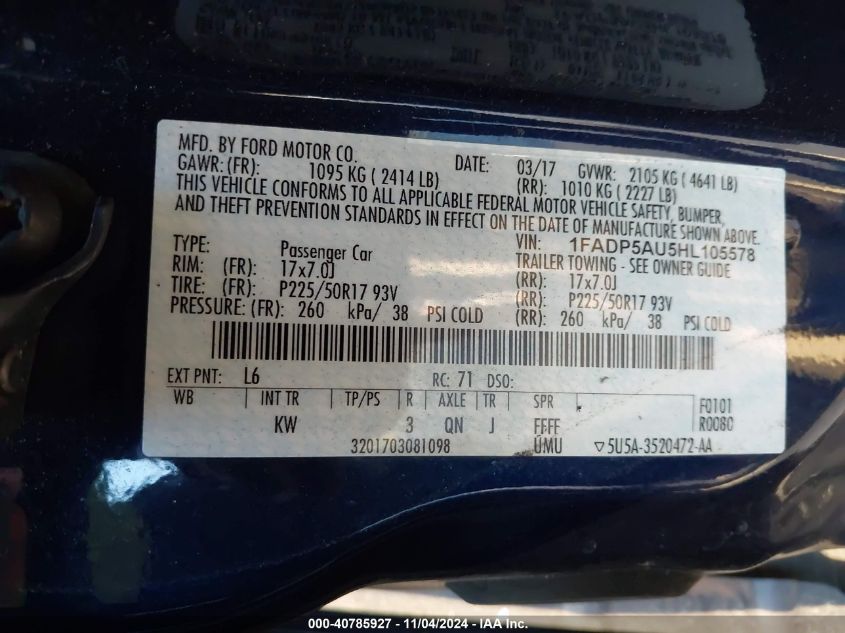 MFD. BY FORD MOTOR CO.
DATE: 03/17 GVWR: 2105 KG ( 4641 LB)
GAWR: (FR): 1095 KG ( 2414 LB) (RR): 1010 KG ( 2227 LB)
THIS VEHICLE CONFORMS TO ALL APPLICABLE FEDERAL MOTOR VEHICLE SAFETY, BUMPER,
AND THEFT PREVENTION STANDARDS IN EFFECT ON THE DATE OF MANUFACTURE SHOWN ABOVE.
VIN: 1FADP5AU5HL105578
TYPE: Passenger Car TRAILER TOWING - SEE OWNER GUIDE
RIM: (FR): 17x7.0J (RR): 17x7.0J
TIRE: (FR): P225/50R17 93V (RR): P225/50R17 93V
PRESSURE: (FR): 260 kPa/ 38 PSI COLD (RR): 260 kPa/ 38 PSI COLD
EXT PNT: L6 RC: 71 DSO:
WB INT TR TP/PS R AXLE TR SPR F0101
KW 3 QN J FFFF R0080
3201703081098 UMU ▽5U5A-3520472-AA
000-40785927 - 11/04/2024 - IAA Inc.